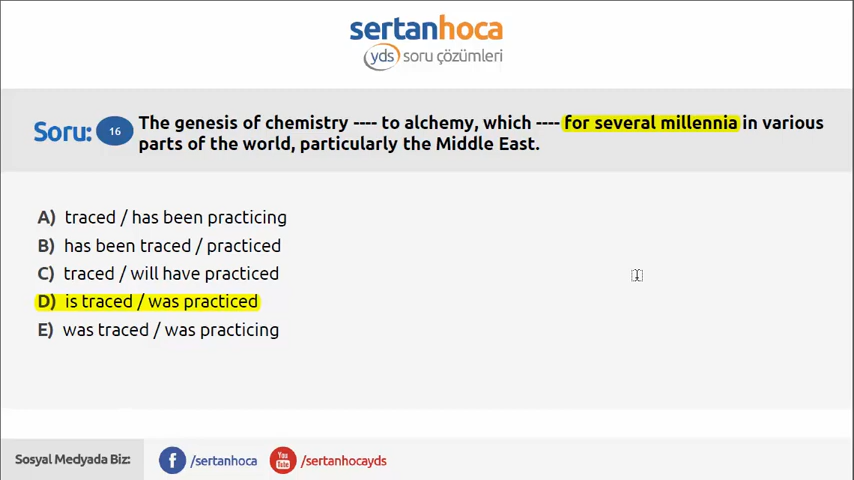 sertanhoca
yds soru çözümleri
Soru: 16
The genesis of chemistry ---- to alchemy, which ---- for several millennia in various
parts of the world, particularly the Middle East.
A) traced / has been practicing
B) has been traced / practiced
C) traced / will have practiced
D) is traced / was practiced
E) was traced / was practicing
Sosyal Medyada Biz: f /sertanhoca You Tube /sertanhocayds